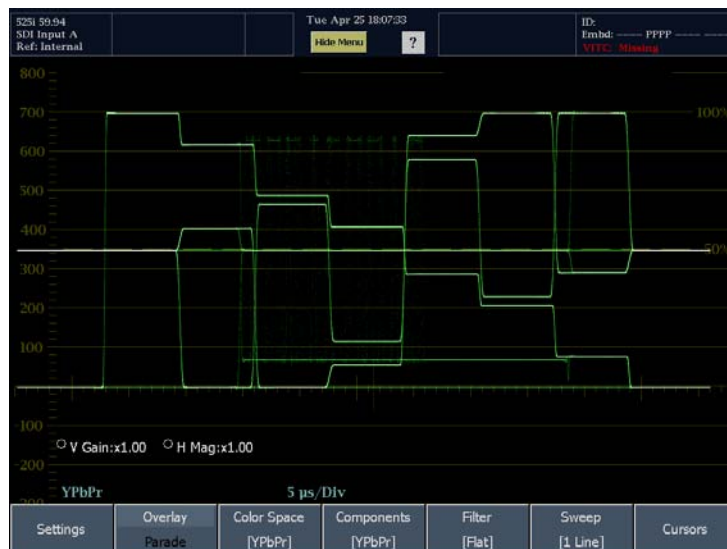 525i 59.94
SDI Input A
Ref: Internal
Tue Apr 25 18:07:33
Hide Menu
?
ID:
Embd: ---- PPPP ---- ----
VITC: Missing
800
700
100%
600
500
400
50%
300
200
100
-100
V Gain:x1.00
H Mag:x1.00
-200
YPbPr
5 µs/Div
-300
Settings
Overlay
Parade
Color Space
[YPbPr]
Components
[YPbPr]
Filter
[Flat]
Sweep
[1 Line]
Cursors